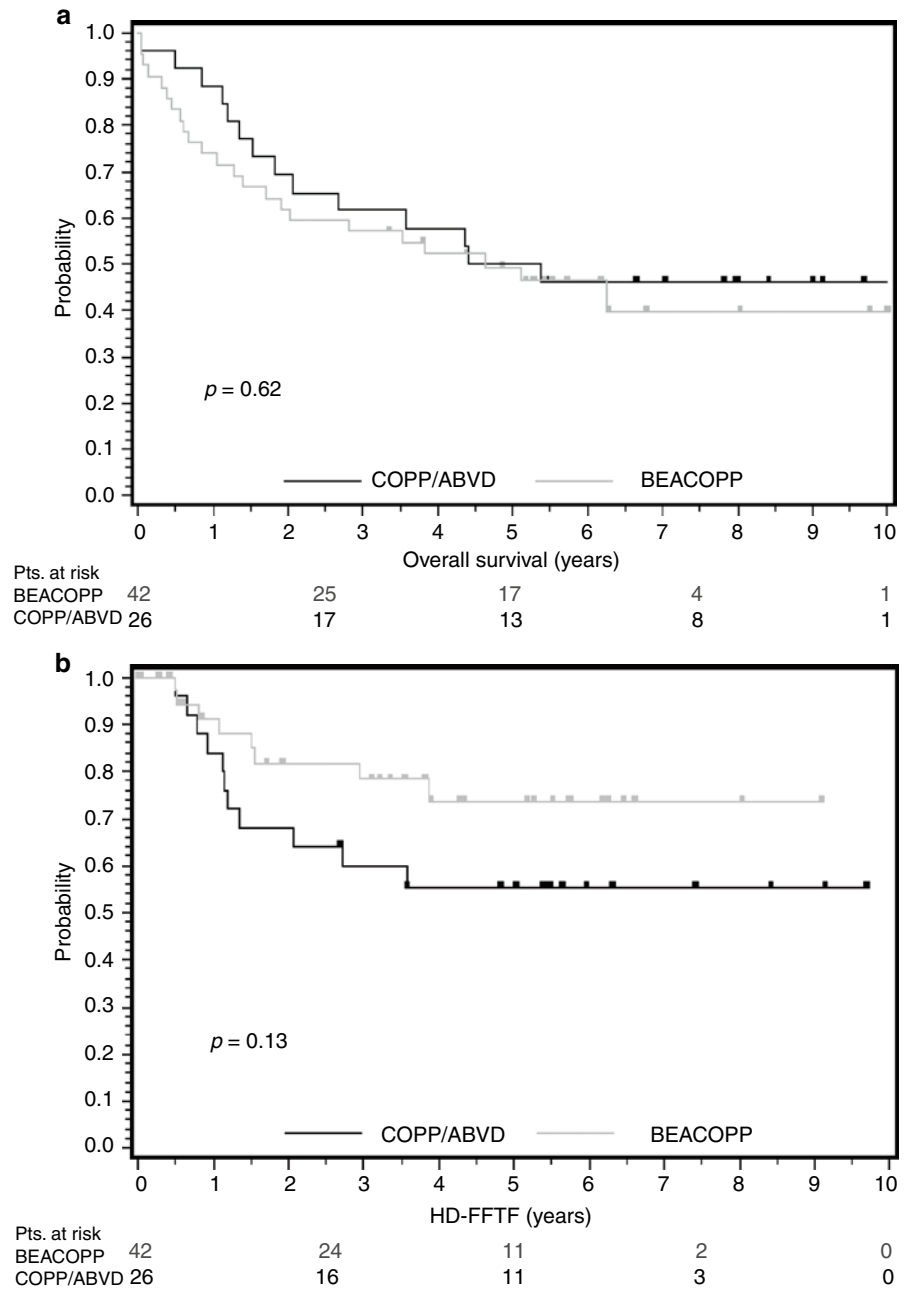 a
1.0
0.9
0.8
0.7
0.6
0.5
0.4
0.3
0.2
0.1
0.0
Probability
p = 0.62
COPP/ABVD BEACOPP
0 1 2 3 4 5 6 7 8 9 10
Overall survival (years)
Pts. at risk
BEACOPP 42 25 17 4 1
COPP/ABVD 26 17 13 8 1
b
1.0
0.9
0.8
0.7
0.6
0.5
0.4
0.3
0.2
0.1
0.0
Probability
p = 0.13
COPP/ABVD BEACOPP
0 1 2 3 4 5 6 7 8 9 10
HD-FFTF (years)
Pts. at risk
BEACOPP 42 24 11 2 0
COPP/ABVD 26 16 11 3 0